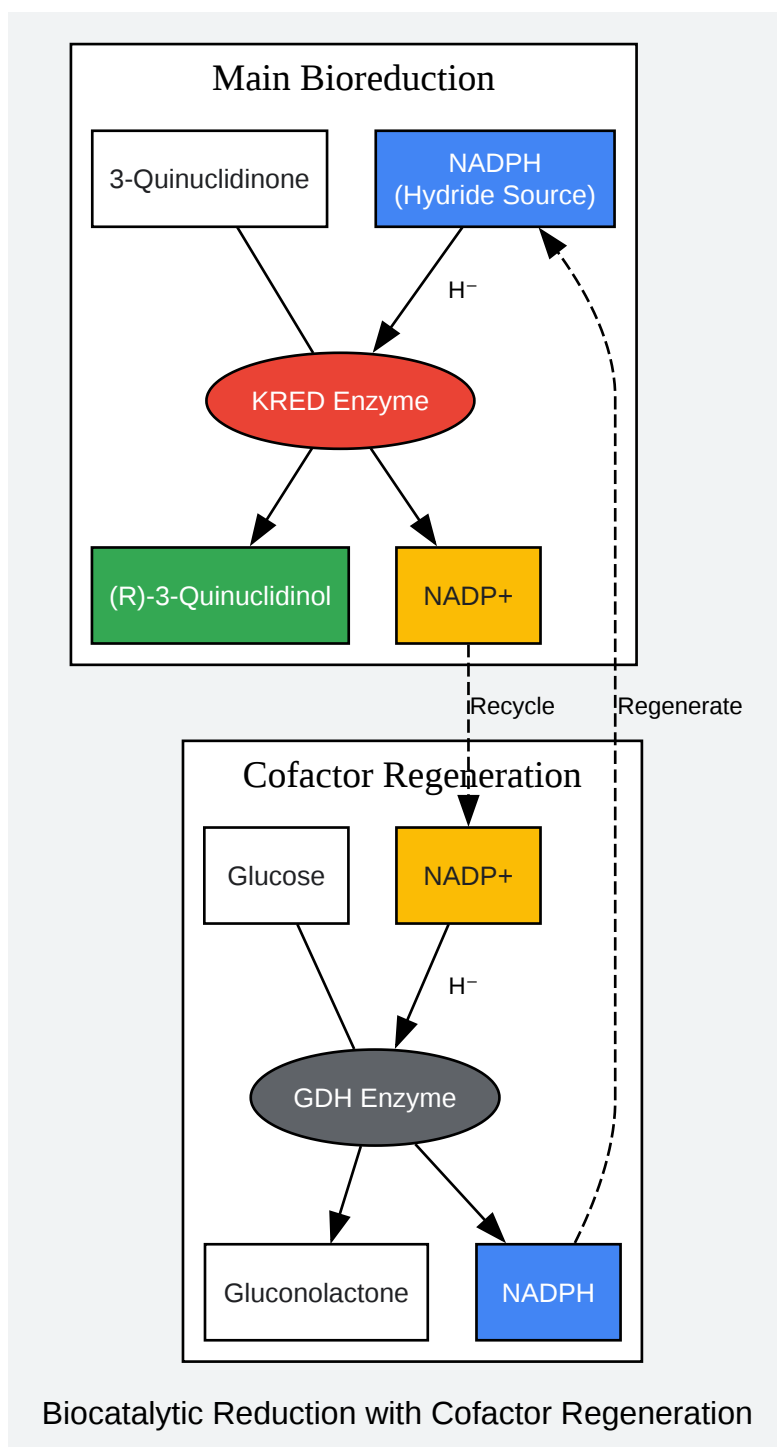 Main Bioreduction
3-Quinuclidinone
NADPH
(Hydride Source)
H⁻
KRED Enzyme
(R)-3-Quinuclidinol
NADP+
Recycle
Regenerate
Cofactor Regeneration
Glucose
NADP+
H⁻
GDH Enzyme
Gluconolactone
NADPH
Biocatalytic Reduction with Cofactor Regeneration